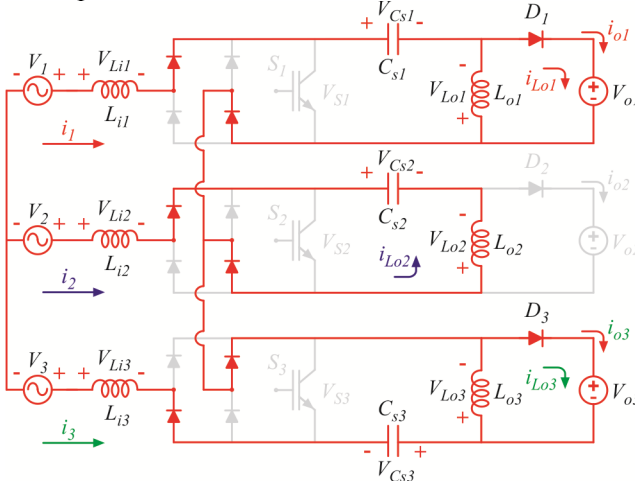 V_Cs1 D_1 i_o1
+ -
V_1 V_Li1 S_1 C_s1
- + + - V_S1 V_Lo1 - L_o1 i_Lo1 V_o
L_i1 +
i_1
V_Cs2 D_2 i_o2
+ -
V_2 V_Li2 S_2 C_s2
- + + - V_S2 V_Lo2 - L_o2 V_o
L_i2 i_Lo2 +
i_2
D_3 i_o3
V_3 V_Li3 S_3 i_Lo3
- + + - V_S3 V_Lo3 - L_o3 V_o
L_i3 C_s3 +
i_3 - +
V_Cs3